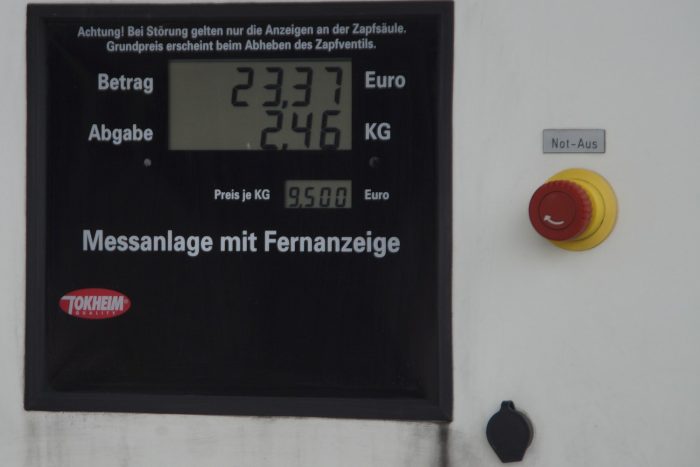 Achtung! Bei Störung gelten nur die Anzeigen an der Zapfsäule.
Grundpreis erscheint beim Abheben des Zapfventils.
Betrag 23,37 Euro
Abgabe 2,46 KG
Preis je KG 9,500 Euro
Not-Aus
Messanlage mit Fernanzeige
TOKHEIM
QUALITY